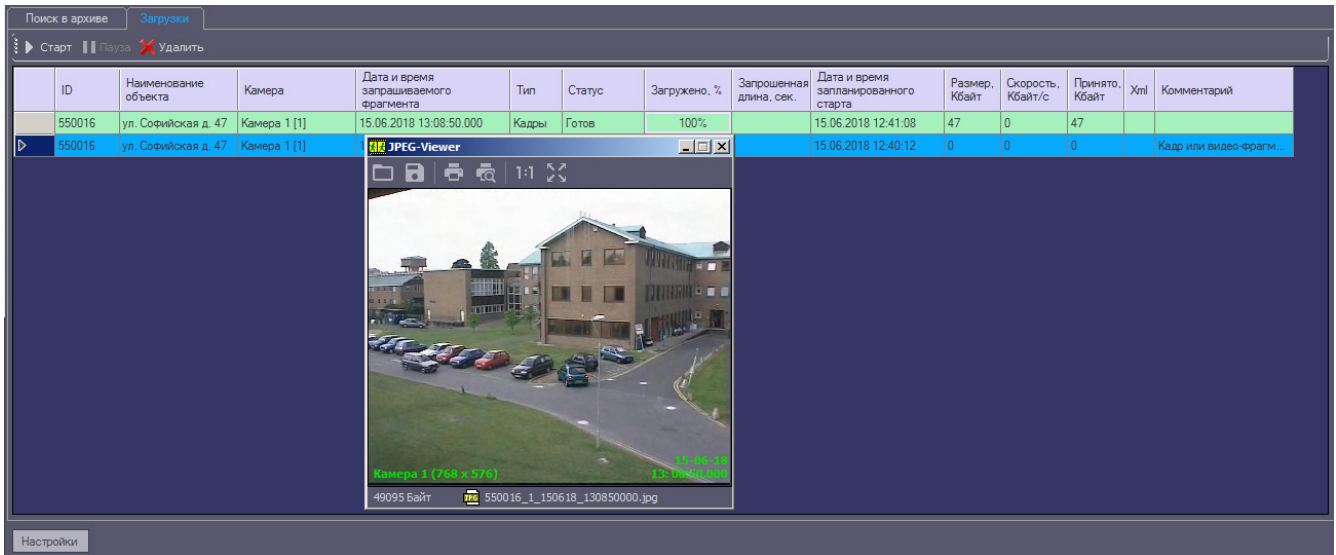 Поиск в архиве Загрузки
Старт Пауза Удалить
ID Наименование объекта Камера Дата и время запрашиваемого фрагмента Тип Статус Загружено, % Запрошенная длина, сек. Дата и время запланированного старта Размер, Кбайт Скорость, Кбайт/с Принято, Кбайт Xml Комментарий
550016 ул. Софийская д. 47 Камера 1 [1] 15.06.2018 13:08:50.000 Кадры Готов 100% 15.06.2018 12:41:08 47 0 47
550016 ул. Софийская д. 47 Камера 1 [1] 15.06.2018 12:40:12 0 0 0 Кадр или видео-фрагм...
JPEG-Viewer
1:1
15-06-18
Камера 1 (768 x 576) 13:08:50.000
49095 Байт JPG 550016_1_150618_130850000.jpg
Настройки